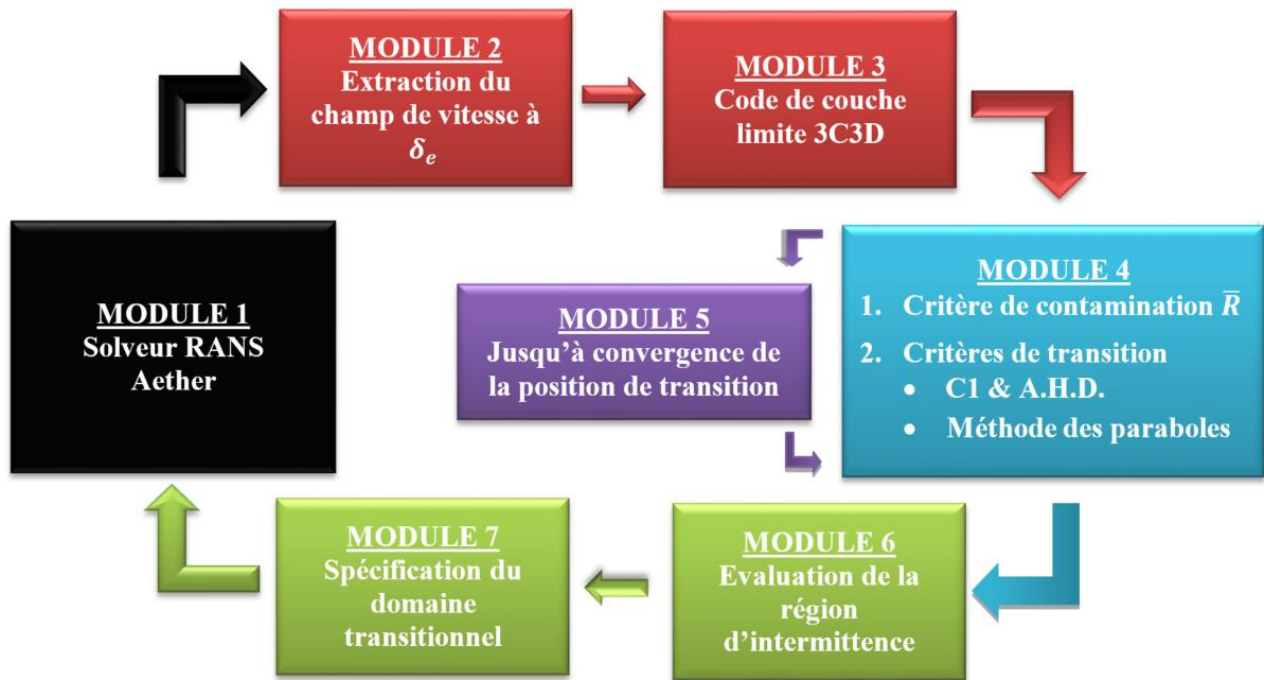 MODULE 2
Extraction du
champ de vitesse à
δₑ
MODULE 3
Code de couche
limite 3C3D
MODULE 4
1. Critère de contamination R̅
2. Critères de transition
• C1 & A.H.D.
• Méthode des paraboles
MODULE 5
Jusqu’à convergence de
la position de transition
MODULE 1
Solveur RANS
Aether
MODULE 7
Spécification du
domaine
transitionnel
MODULE 6
Evaluation de la
région
d’intermittence